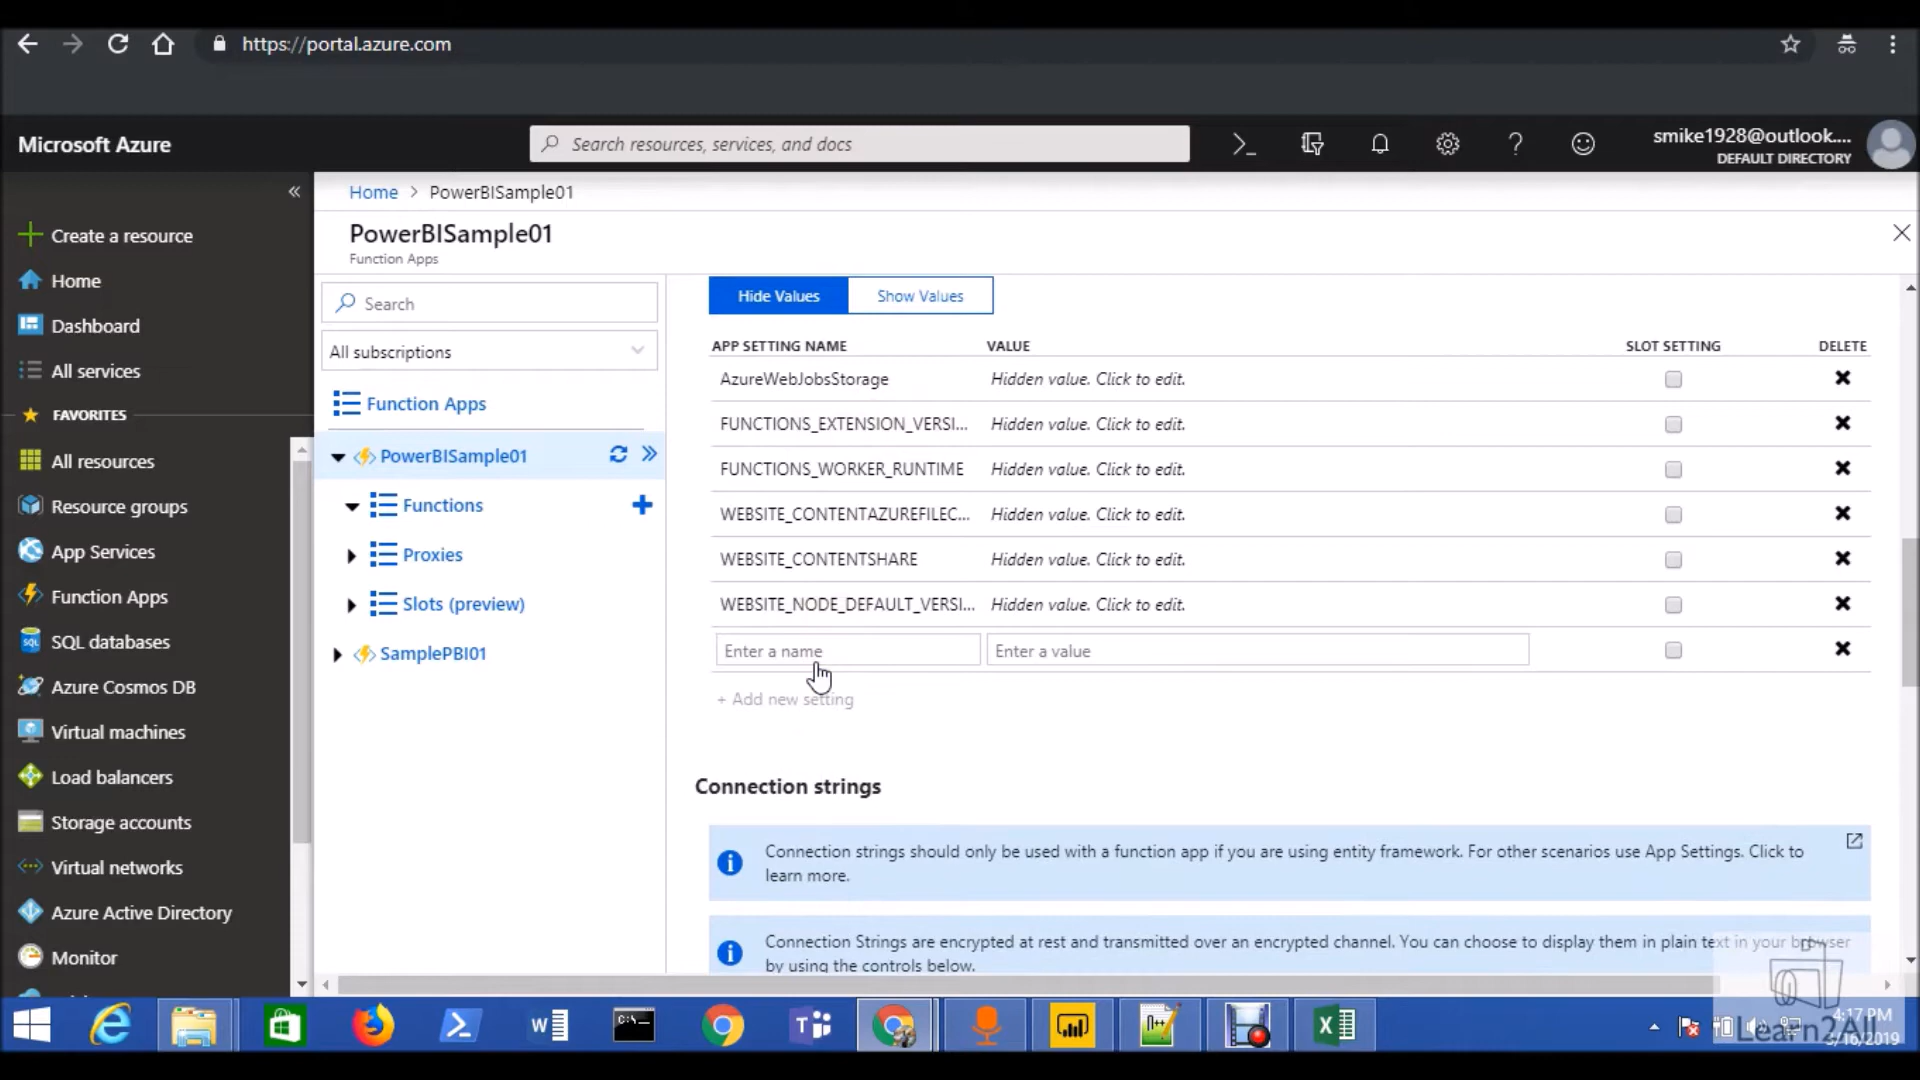 https://portal.azure.com
Microsoft Azure
Search resources, services, and docs
smike1928@outlook....
DEFAULT DIRECTORY
Create a resource
Home
Dashboard
All services
FAVORITES
All resources
Resource groups
App Services
Function Apps
SQL databases
Azure Cosmos DB
Virtual machines
Load balancers
Storage accounts
Virtual networks
Azure Active Directory
Monitor
Home > PowerBISample01
PowerBISample01
Function Apps
Search
All subscriptions
Function Apps
PowerBISample01
Functions
Proxies
Slots (preview)
SamplePBI01
Hide Values Show Values
APP SETTING NAME VALUE SLOT SETTING DELETE
AzureWebJobsStorage Hidden value. Click to edit.
FUNCTIONS_EXTENSION_VERSI... Hidden value. Click to edit.
FUNCTIONS_WORKER_RUNTIME Hidden value. Click to edit.
WEBSITE_CONTENTAZUREFILEC... Hidden value. Click to edit.
WEBSITE_CONTENTSHARE Hidden value. Click to edit.
WEBSITE_NODE_DEFAULT_VERSI... Hidden value. Click to edit.
Enter a name Enter a value
+ Add new setting
Connection strings
Connection strings should only be used with a function app if you are using entity framework. For other scenarios use App Settings. Click to
learn more.
Connection Strings are encrypted at rest and transmitted over an encrypted channel. You can choose to display them in plain text in your browser
by using the controls below.
4:17 PM
3/16/2019
Learn2All